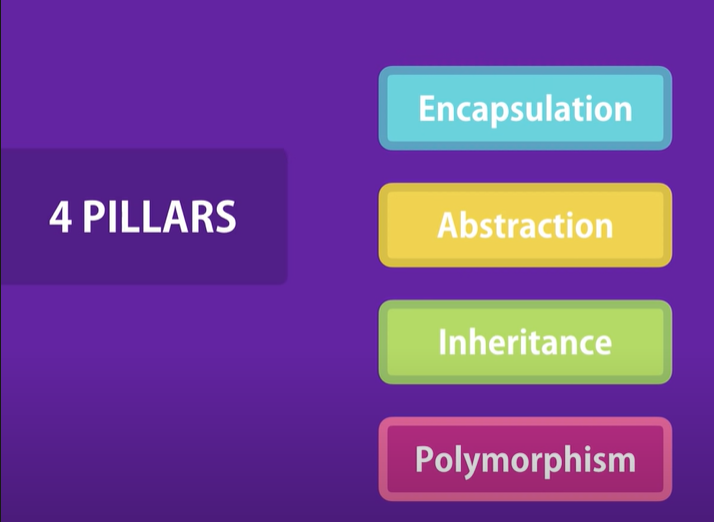 4 PILLARS
Encapsulation
Abstraction
Inheritance
Polymorphism